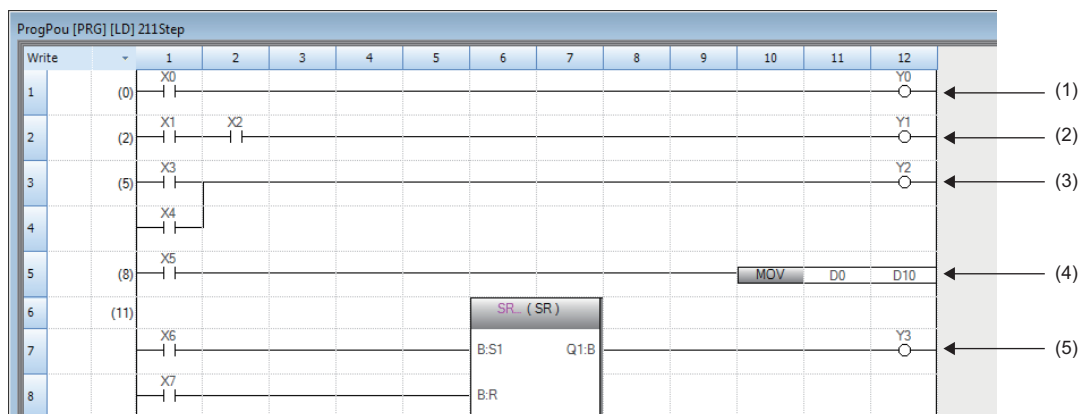 ProgPou [PRG] [LD] 211Step
Write 1 2 3 4 5 6 7 8 9 10 11 12
X0 Y0
1 (0) (1)
X1 X2 Y1
2 (2) (2)
X3 Y2
3 (5) (3)
X4
4
X5
5 (8) MOV D0 D10 (4)
6 (11) SR... (SR)
X6 Y3
7 B:S1 Q1:B (5)
X7
8 B:R